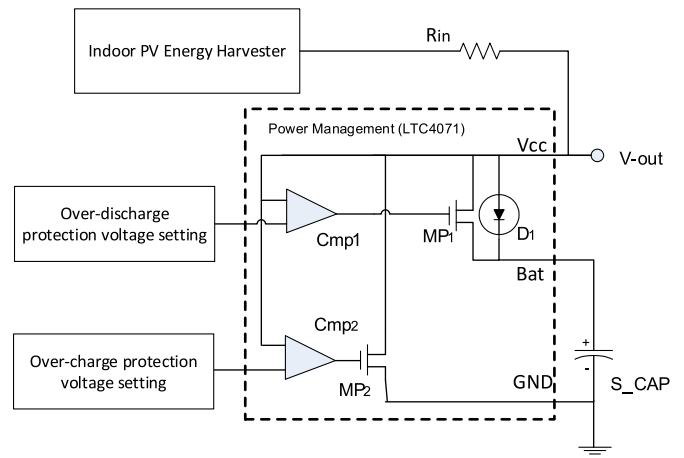 Indoor PV Energy Harvester
Rin
Power Management (LTC4071)
Vcc
V-out
Over-discharge
protection voltage setting
Cmp1
MP1
D1
Bat
Over-charge protection
voltage setting
Cmp2
MP2
GND
+
-
S_CAP